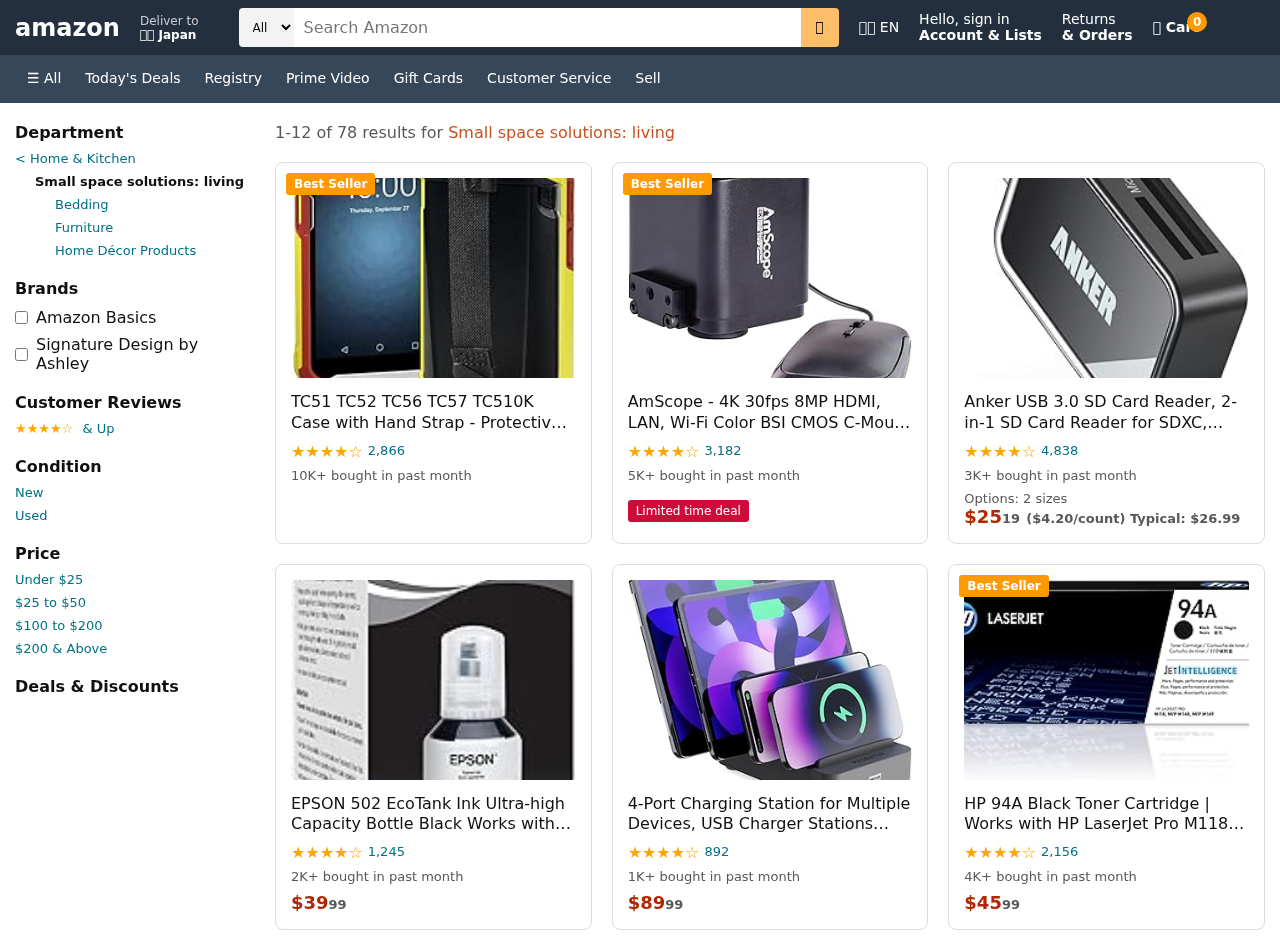 amazon
Deliver to
Japan
All
Search Amazon
EN
Hello, sign in
Account & Lists
Returns
& Orders
0
☰ All
Today's Deals
Registry
Prime Video
Gift Cards
Customer Service
Sell
Department
< Home & Kitchen
Small space solutions: living
Bedding
Furniture
Home Décor Products
Brands
Amazon Basics
Signature Design by
Ashley
Customer Reviews
★★★★☆ & Up
Condition
New
Used
Price
Under $25
$25 to $50
$100 to $200
$200 & Above
Deals & Discounts
1-12 of 78 results for Small space solutions: living
Best Seller
Thursday, September 27
TC51 TC52 TC56 TC57 TC510K
Case with Hand Strap - Protectiv…
★★★★☆ 2,866
10K+ bought in past month
Best Seller
AmScope
AmScope - 4K 30fps 8MP HDMI,
LAN, Wi-Fi Color BSI CMOS C-Mou…
★★★★☆ 3,182
5K+ bought in past month
Limited time deal
ANKER
Anker USB 3.0 SD Card Reader, 2-
in-1 SD Card Reader for SDXC,…
★★★★☆ 4,838
3K+ bought in past month
Options: 2 sizes
$25 19 ($4.20/count) Typical: $26.99
EPSON
EPSON 502 EcoTank Ink Ultra-high
Capacity Bottle Black Works with…
★★★★☆ 1,245
2K+ bought in past month
$39 99
4-Port Charging Station for Multiple
Devices, USB Charger Stations…
★★★★☆ 892
1K+ bought in past month
$89 99
Best Seller
LASERJET
94A
JETINTELLIGENCE
HP 94A Black Toner Cartridge |
Works with HP LaserJet Pro M118…
★★★★☆ 2,156
4K+ bought in past month
$45 99